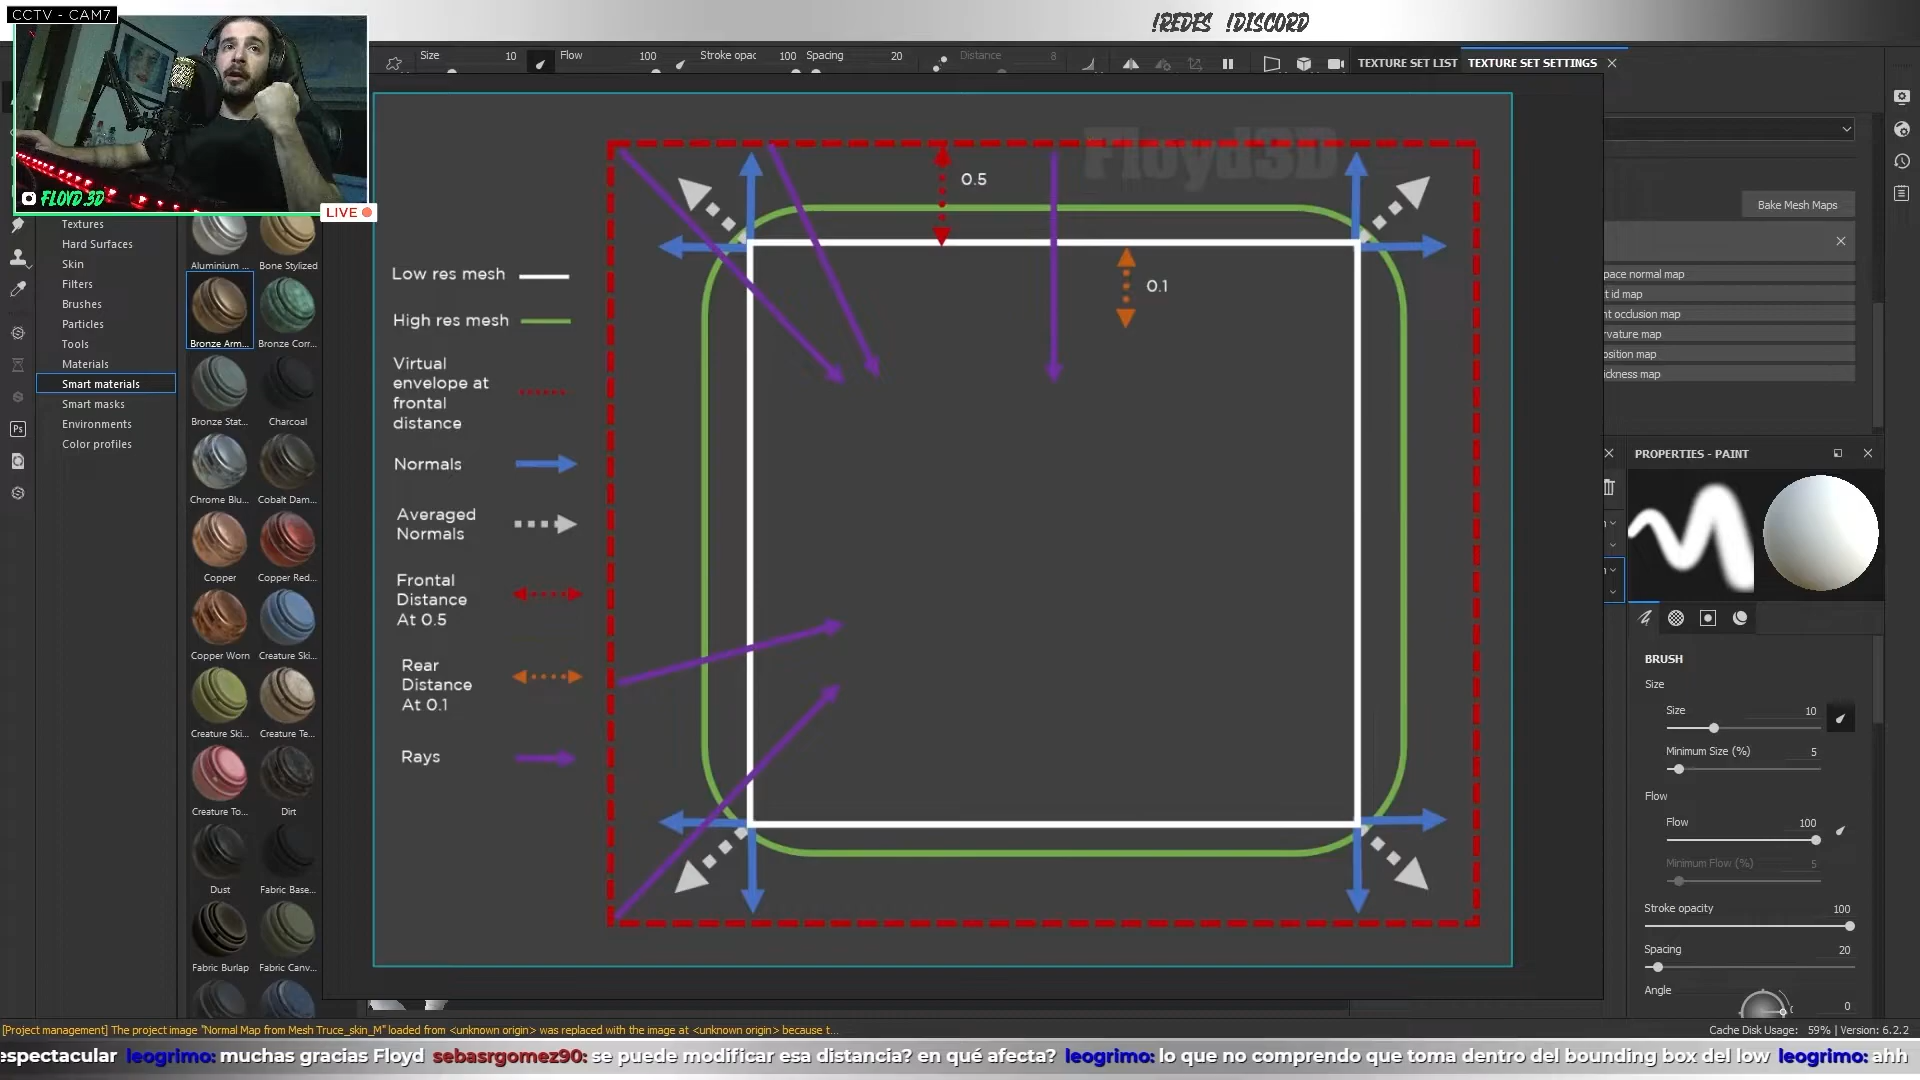 CCTV - CAM7
!REDES !DISCORD
FLOYD.3D
LIVE
Size 10 Flow 100 Stroke opac 100 Spacing 20 Distance 8
TEXTURE SET LIST TEXTURE SET SETTINGS
Textures
Hard Surfaces
Skin
Filters
Brushes
Particles
Tools
Materials
Smart materials
Smart masks
Environments
Color profiles
Ps
Aluminium ... Bone Stylized
Bronze Arm... Bronze Corr...
Bronze Stat... Charcoal
Chrome Blu... Cobalt Dam...
Copper Copper Red...
Copper Worn Creature Ski...
Creature Ski... Creature Te...
Creature To... Dirt
Dust Fabric Base...
Fabric Burlap Fabric Canv...
Floyd3D
0.5
0.1
Low res mesh
High res mesh
Virtual
envelope at
frontal
distance
Normals
Averaged
Normals
Frontal
Distance
At 0.5
Rear
Distance
At 0.1
Rays
Bake Mesh Maps
pace normal map
t id map
nt occlusion map
rvature map
osition map
ickness map
PROPERTIES - PAINT
BRUSH
Size
Size 10
Minimum Size (%) 5
Flow
Flow 100
Minimum Flow (%) 5
Stroke opacity 100
Spacing 20
Angle 0
[Project management] The project image "Normal Map from Mesh Truce_skin_M" loaded from <unknown origin> was replaced with the image at <unknown origin> because t...
Cache Disk Usage: 59% | Version: 6.2.2
espectacular leogrimo: muchas gracias Floyd sebasrgomez90: se puede modificar esa distancia? en qué afecta? leogrimo: lo que no comprendo que toma dentro del bounding box del low leogrimo: ahh